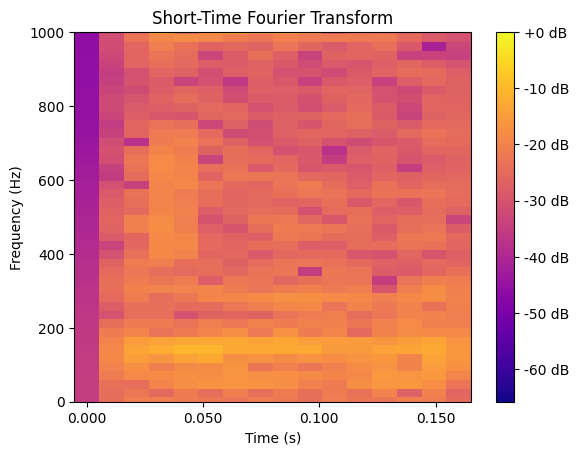 Short-Time Fourier Transform
Frequency (Hz)
1000
800
600
400
200
0
0.000
0.050
0.100
0.150
Time (s)
+0 dB
-10 dB
-20 dB
-30 dB
-40 dB
-50 dB
-60 dB